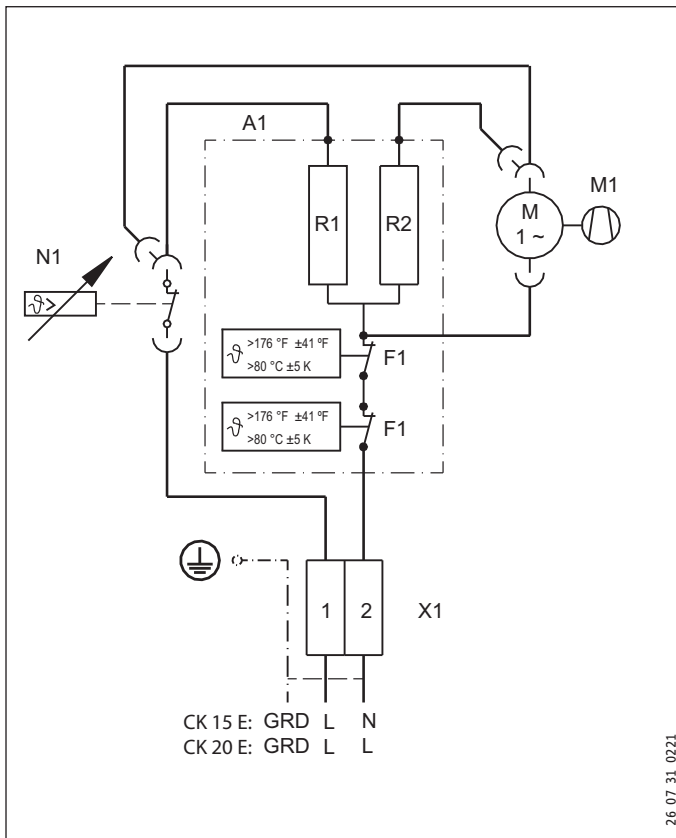 A1
M1
R1
R2
M
1 ~
N1
ϑ>
ϑ >176 °F ±41 °F
>80 °C ±5 K
F1
ϑ >176 °F ±41 °F
>80 °C ±5 K
F1
1 2 X1
CK 15 E: GRD L N
CK 20 E: GRD L L
26 07 31 0221